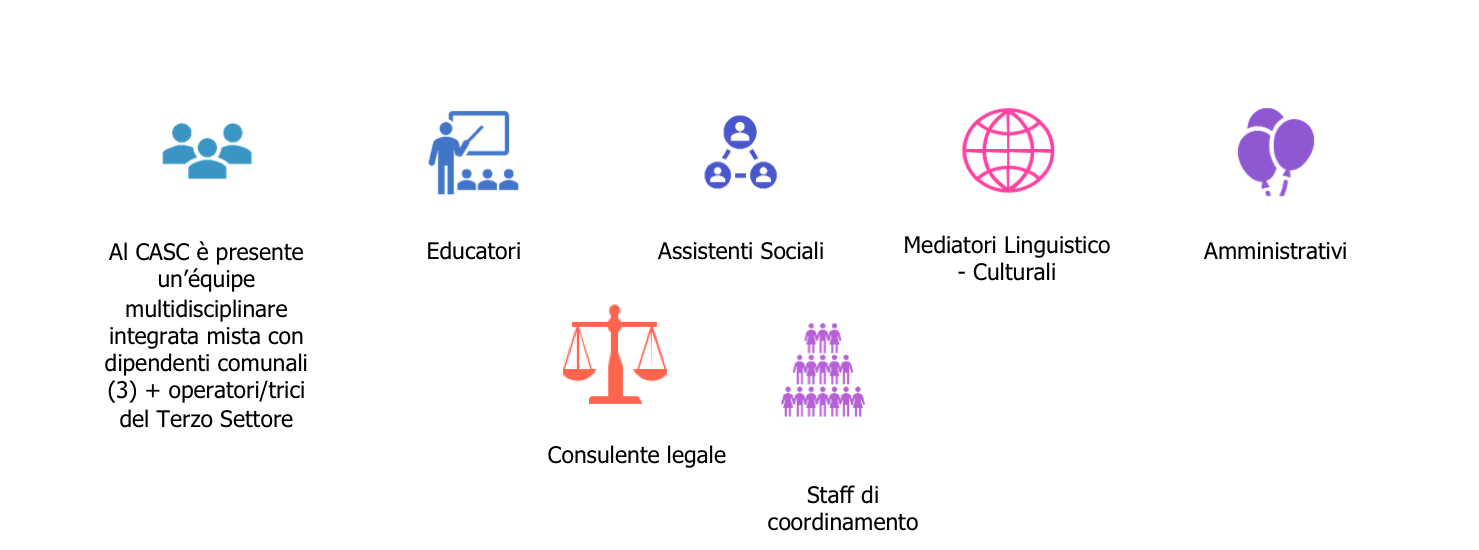 Al CASC è presente
un’équipe
multidisciplinare
integrata mista con
dipendenti comunali
(3) + operatori/trici
del Terzo Settore
Educatori
Assistenti Sociali
Mediatori Linguistico
- Culturali
Amministrativi
Consulente legale
Staff di
coordinamento